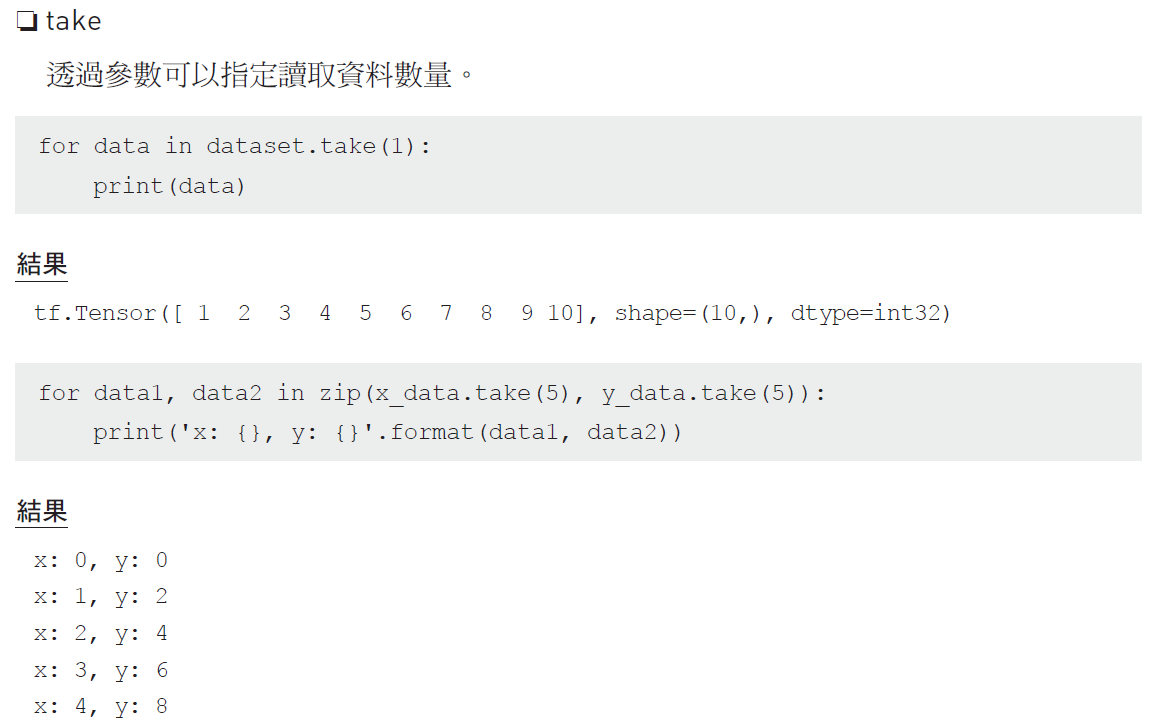 ❏ take
透過參數可以指定讀取資料數量。
for data in dataset.take(1):
    print(data)
結果
tf.Tensor([ 1  2  3  4  5  6  7  8  9 10], shape=(10,), dtype=int32)
for data1, data2 in zip(x_data.take(5), y_data.take(5)):
    print('x: {}, y: {}'.format(data1, data2))
結果
x: 0, y: 0
x: 1, y: 2
x: 2, y: 4
x: 3, y: 6
x: 4, y: 8